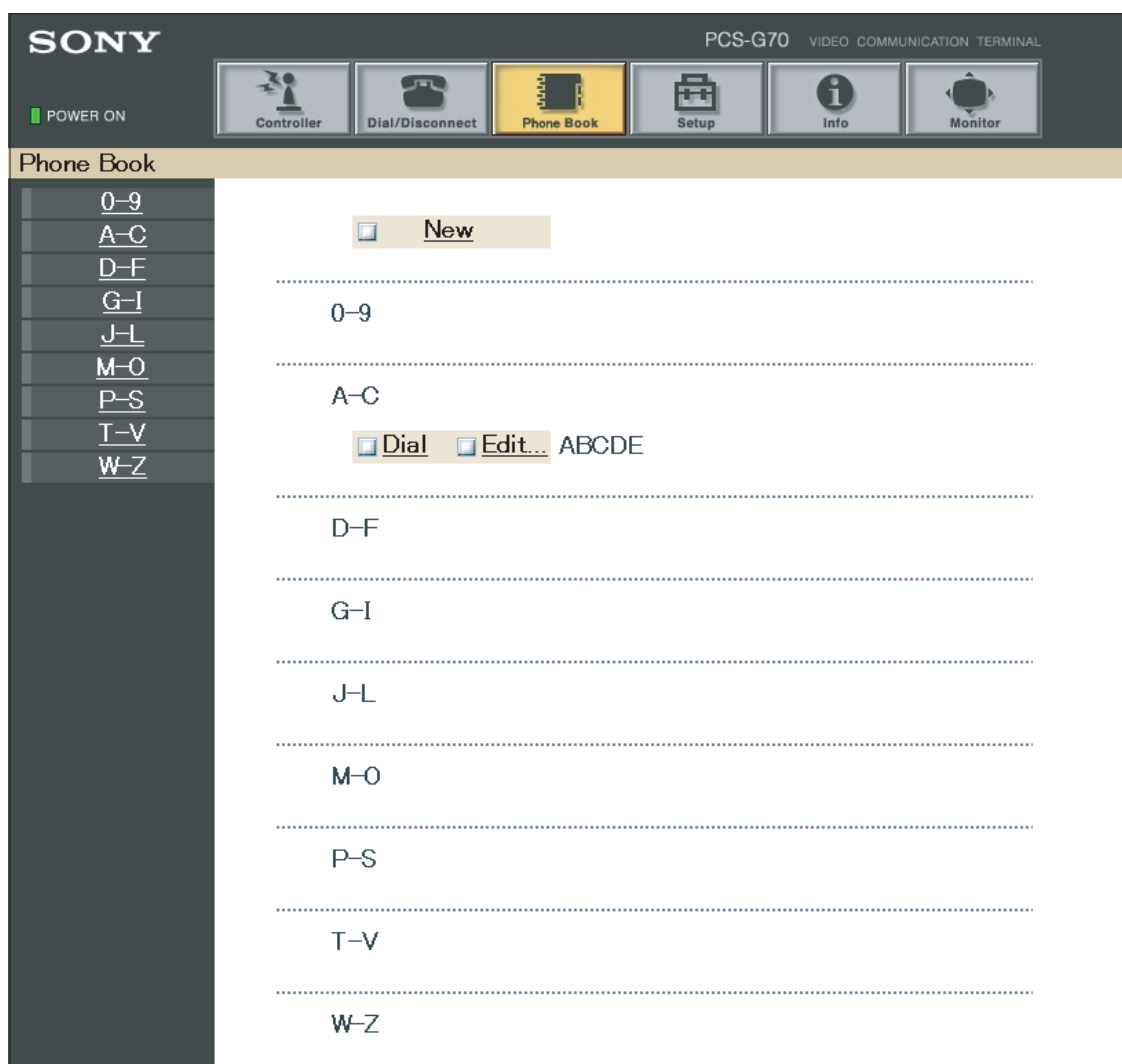 SONY
PCS-G70 VIDEO COMMUNICATION TERMINAL
POWER ON
Controller
Dial/Disconnect
Phone Book
Setup
Info
Monitor
Phone Book
0-9
A-C
D-F
G-I
J-L
M-O
P-S
T-V
W-Z
New
0-9
A-C
Dial Edit... ABCDE
D-F
G-I
J-L
M-O
P-S
T-V
W-Z